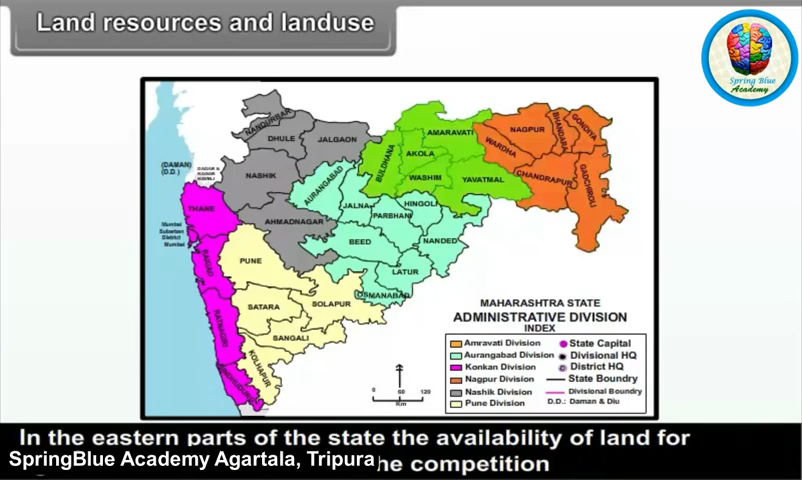 Land resources and landuse
Spring Blue
Academy
NANDURBAR
DHULE
JALGAON
NASHIK
AHMADNAGAR
AURANGABAD
JALNA
PARBHANI
HINGOLI
BEED
NANDED
LATUR
OSMANABAD
BULDHANA
AKOLA
AMARAVATI
WASHIM
YAVATMAL
WARDHA
NAGPUR
BHANDARA
GONDIYA
CHANDRAPUR
GADCHIROLI
(DAMAN)
(D.D.)
THANE
Mumbai
Suburban
District
Mumbai
RAIGAD
RATNAGIRI
PUNE
SATARA
SOLAPUR
SANGALI
KOLHAPUR
MAHARASHTRA STATE
ADMINISTRATIVE DIVISION
INDEX
Amravati Division
Aurangabad Division
Konkan Division
Nagpur Division
Nashik Division
Pune Division
State Capital
Divisional HQ
District HQ
State Boundry
Divisional Boundry
D.D.: Daman & Diu
0 60 120
Km
In the eastern parts of the state the availability of land for
SpringBlue Academy Agartala, Tripura
he competition